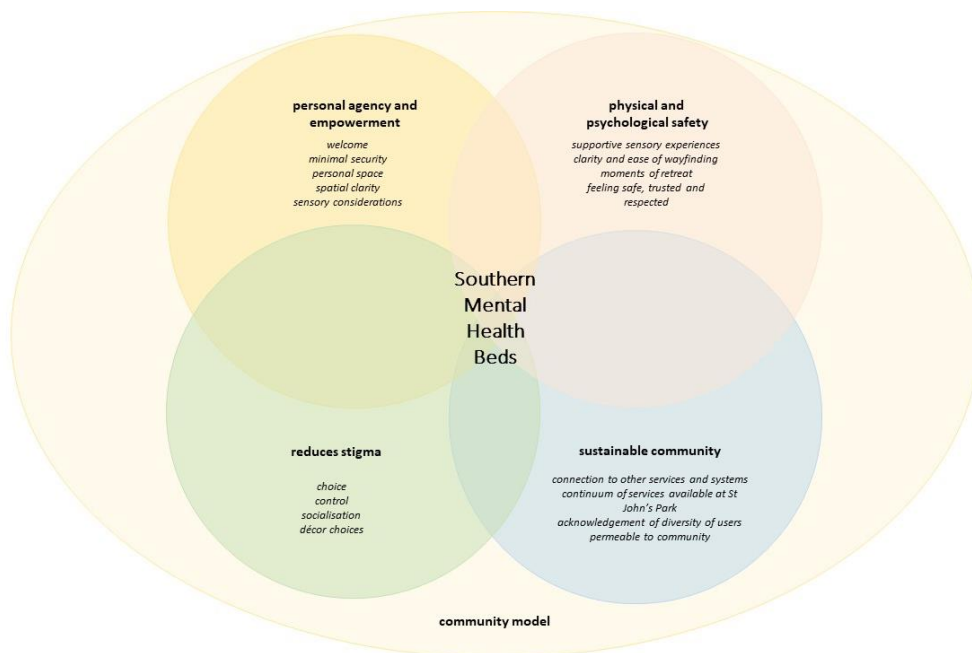 personal agency and
empowerment
welcome
minimal security
personal space
spatial clarity
sensory considerations
physical and
psychological safety
supportive sensory experiences
clarity and ease of wayfinding
moments of retreat
feeling safe, trusted and
respected
Southern
Mental
Health
Beds
reduces stigma
choice
control
socialisation
décor choices
sustainable community
connection to other services and systems
continuum of services available at St
John's Park
acknowledgement of diversity of users
permeable to community
community model